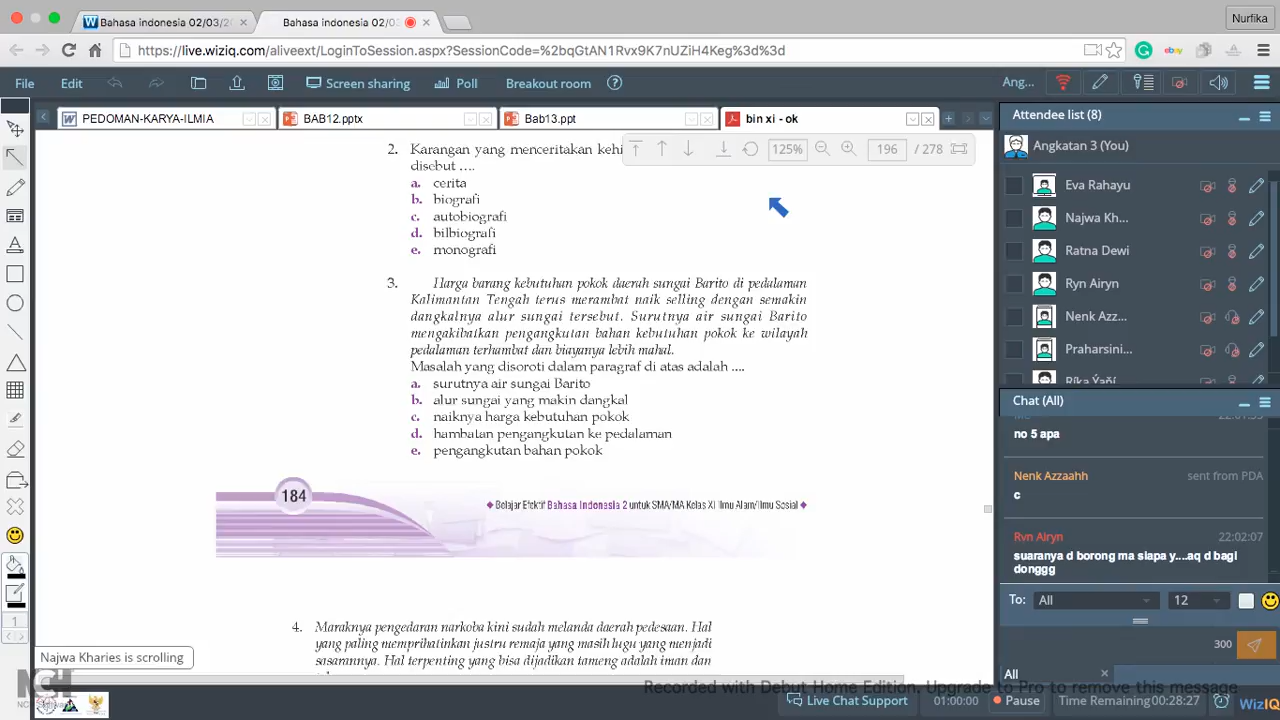 Bahasa indonesia 02/03/20
Bahasa indonesia 02/03
Nurfika
https://live.wiziq.com/aliveext/LoginToSession.aspx?SessionCode=%2bqGtAN1Rvx9K7nUZiH4Keg%3d%3d
File Edit Screen sharing Poll Breakout room Ang...
PEDOMAN-KARYA-ILMIA BAB12.pptx Bab13.ppt bin xi - ok
125% 196 / 278
2. Karangan yang menceritakan kehi
disebut ....
a. cerita
b. biografi
c. autobiografi
d. bilbiografi
e. monografi
3. Harga barang kebutuhan pokok daerah sungai Barito di pedalaman
Kalimantan Tengah terus merambat naik selling dengan semakin
dangkalnya alur sungai tersebut. Surutnya air sungai Barito
mengakibatkan pengangkutan bahan kebutuhan pokok ke wilayah
pedalaman terhambat dan biayanya lebih mahal.
Masalah yang disoroti dalam paragraf di atas adalah ....
a. surutnya air sungai Barito
b. alur sungai yang makin dangkal
c. naiknya harga kebutuhan pokok
d. hambatan pengangkutan ke pedalaman
e. pengangkutan bahan pokok
184
Belajar Efektif Bahasa Indonesia 2 untuk SMA/MA Kelas XI Ilmu Alam/Ilmu Sosial
4. Maraknya pengedaran narkoba kini sudah melanda daerah pedesaan. Hal
yang paling memprihatinkan justru remaja yang masih lugu yang menjadi
sasarannya. Hal terpenting yang bisa dijadikan tameng adalah iman dan
Najwa Kharies is scrolling
1
NCH
Attendee list (8)
Angkatan 3 (You)
Eva Rahayu
Najwa Kh...
Ratna Dewi
Ryn Airyn
Nenk Azz...
Praharsini...
Rika Yani
Chat (All)
Me 22:01:53
no 5 apa
Nenk Azzaahh sent from PDA
c
Ryn Airyn 22:02:07
suaranya d borong ma siapa y....aq d bagi
donggg
To: All 12
300
All
Recorded with Debut Home Edition. Upgrade to Pro to remove this message
Live Chat Support 01:00:00 Pause Time Remaining 00:28:27 WizIQ